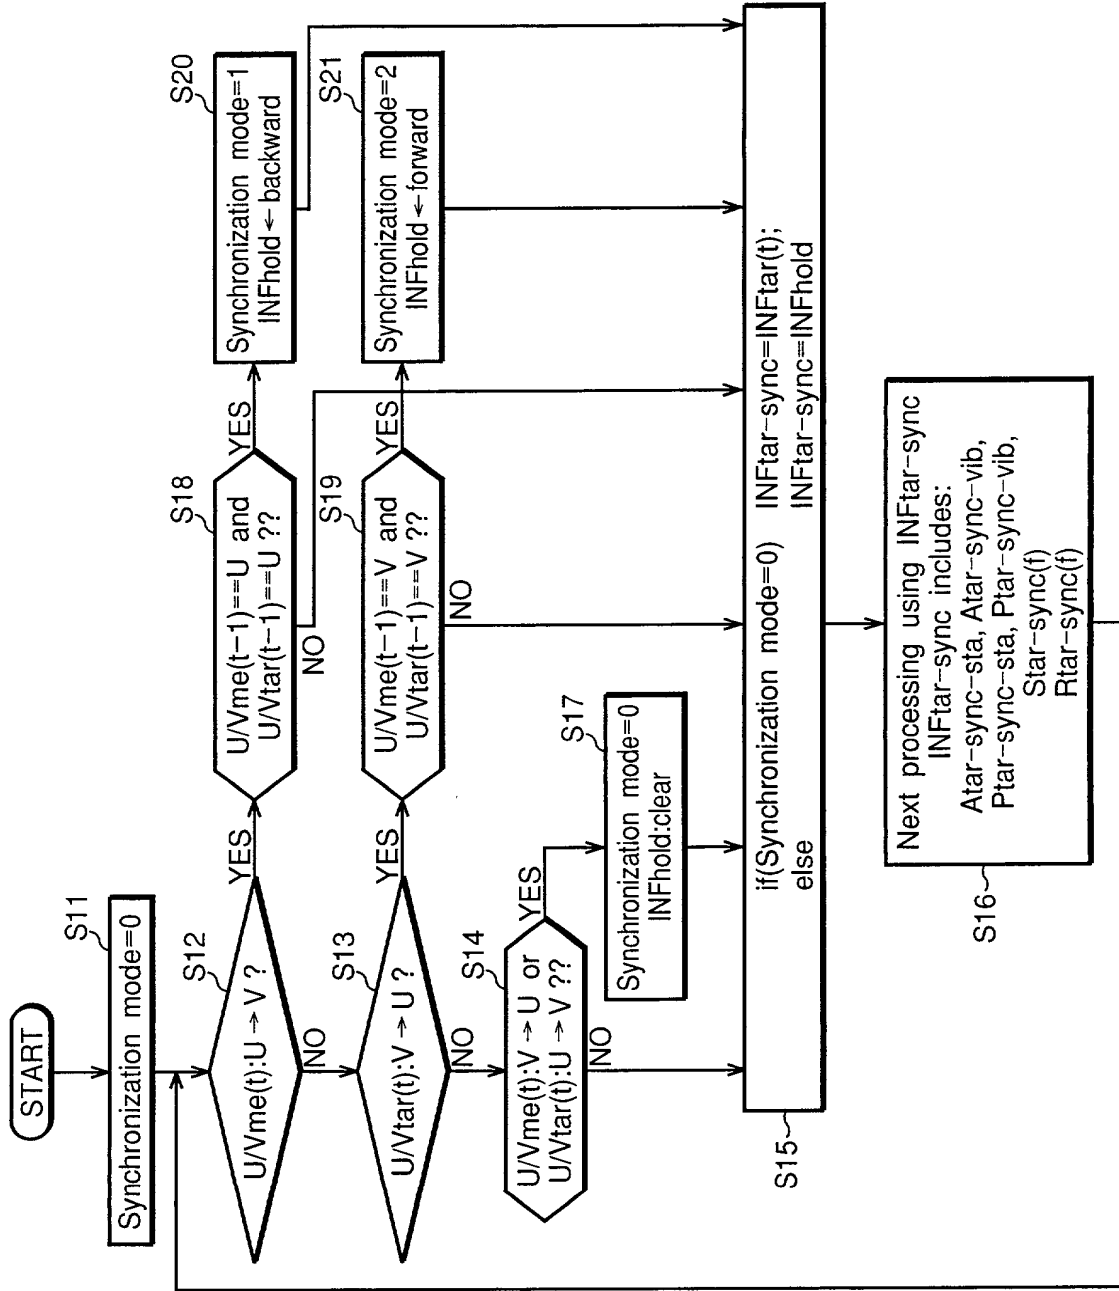 START
S11
Synchronization mode=0
S12
U/Vme(t):U → V ?
YES
NO
S18
U/Vme(t-1)==U and
U/Vtar(t-1)==U ??
YES
NO
S20
Synchronization mode=1
INFhold ← backward
S13
U/Vtar(t):V → U ?
YES
NO
S19
U/Vme(t-1)==V and
U/Vtar(t-1)==V ??
YES
NO
S21
Synchronization mode=2
INFhold ← forward
S14
U/Vme(t):V → U or
U/Vtar(t):U → V ??
YES
NO
S17
Synchronization mode=0
INFhold:clear
S15
if(Synchronization mode=0) INFtar-sync=INFtar(t);
else INFtar-sync=INFhold
S16
Next processing using INFtar-sync
INFtar-sync includes:
Atar-sync-sta, Atar-sync-vib,
Ptar-sync-sta, Ptar-sync-vib,
Star-sync(f)
Rtar-sync(f)